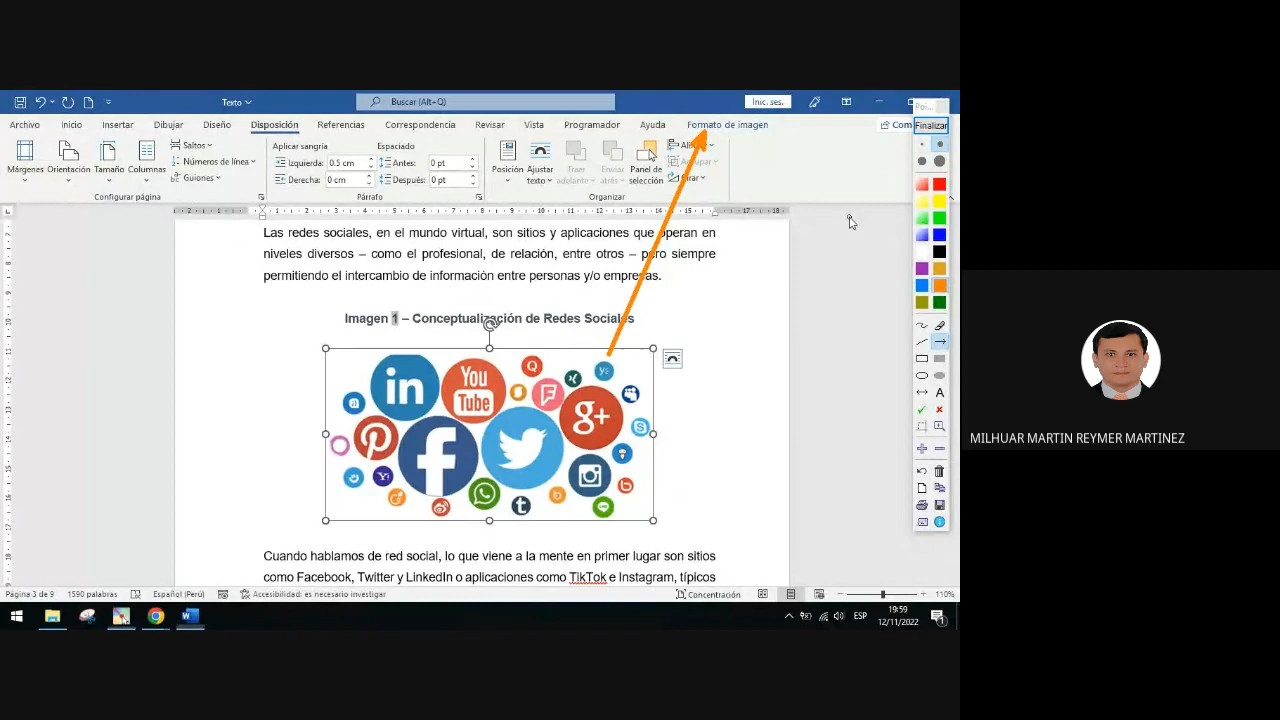 Texto
Buscar (Alt+Q)
Inic. ses.
Archivo Inicio Insertar Dibujar Disposición Referencias Correspondencia Revisar Vista Programador Ayuda Formato de imagen
Finalizar
Márgenes Orientación Tamaño Columnas
Saltos
Números de línea
Guiones
Configurar página
Aplicar sangría Espaciado
Izquierda: 0.5 cm Antes: 0 pt
Derecha: 0 cm Después: 0 pt
Párrafo
Posición Ajustar texto Traer adelante Enviar atrás Panel de selección
Organizar
Las redes sociales, en el mundo virtual, son sitios y aplicaciones que operan en
niveles diversos – como el profesional, de relación, entre otros – pero siempre
permitiendo el intercambio de información entre personas y/o empresas.
Imagen 1 – Conceptualización de Redes Sociales
in
You
Tube
g+
Cuando hablamos de red social, lo que viene a la mente en primer lugar son sitios
como Facebook, Twitter y LinkedIn o aplicaciones como TikTok e Instagram, típicos
Página 3 de 9 1590 palabras Español (Perú) Accesibilidad: es necesario investigar Concentración 110%
ESP
19:59
12/11/2022
MILHUAR MARTIN REYMER MARTINEZ